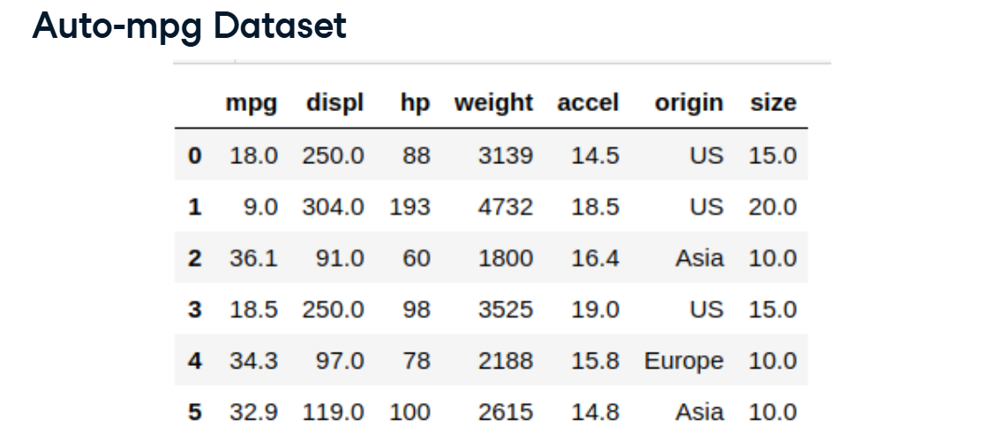 Auto-mpg Dataset
mpg displ hp weight accel origin size
0 18.0 250.0 88 3139 14.5 US 15.0
1 9.0 304.0 193 4732 18.5 US 20.0
2 36.1 91.0 60 1800 16.4 Asia 10.0
3 18.5 250.0 98 3525 19.0 US 15.0
4 34.3 97.0 78 2188 15.8 Europe 10.0
5 32.9 119.0 100 2615 14.8 Asia 10.0